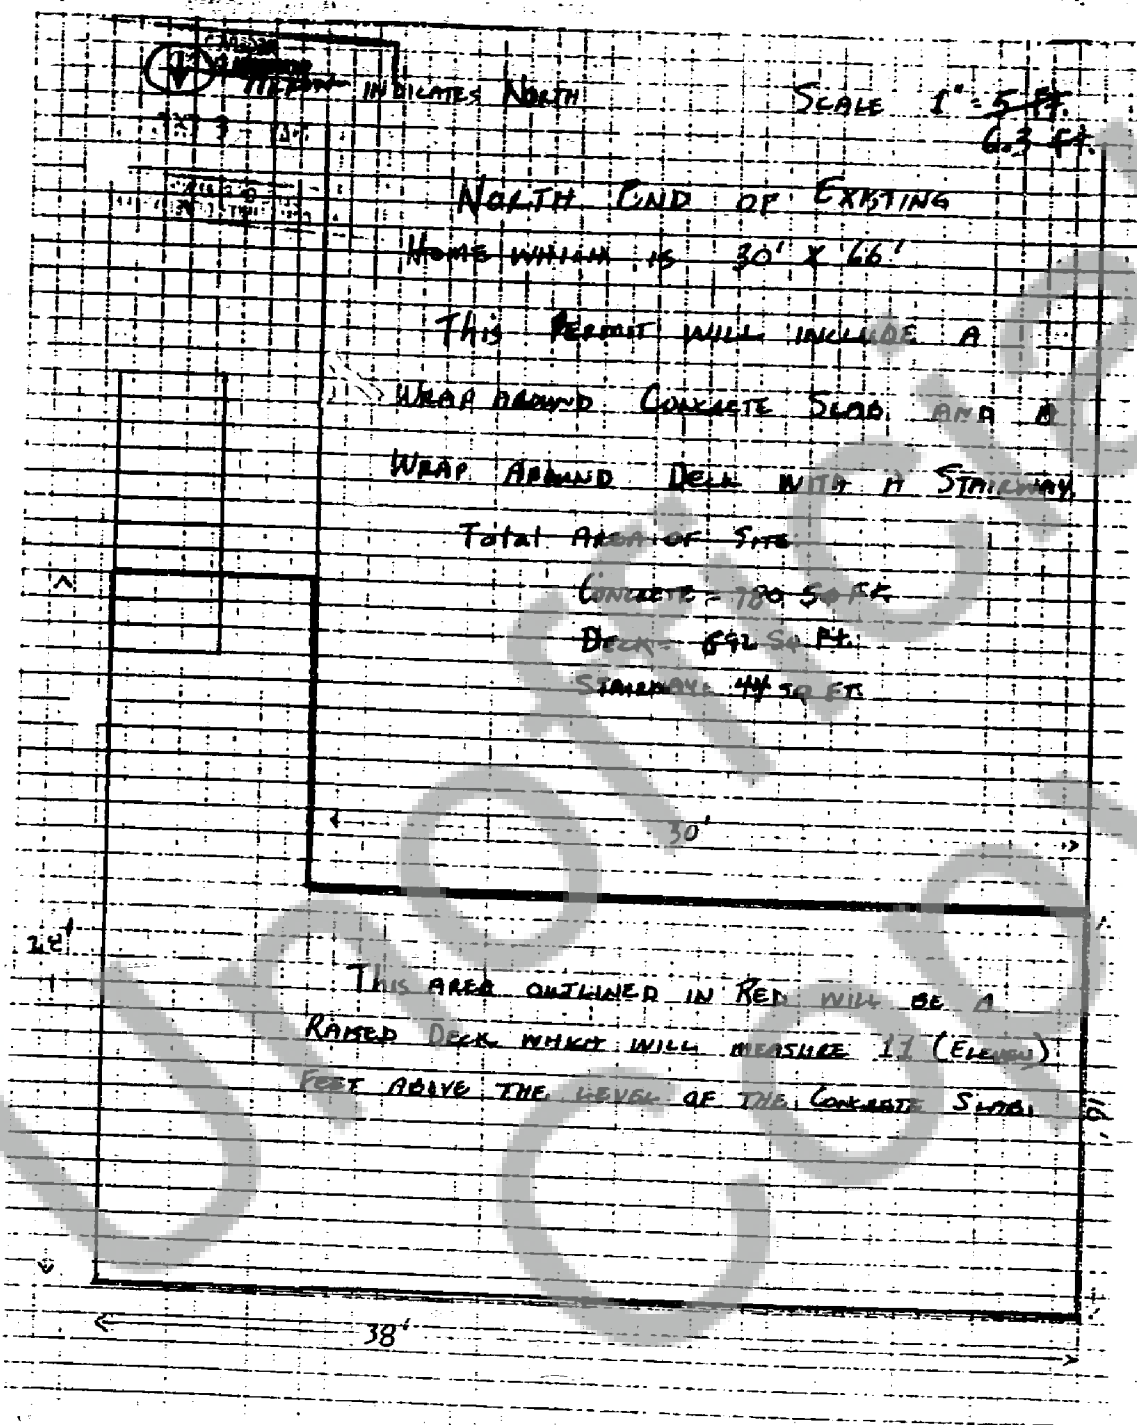 INDICATES NORTH
SCALE 1" = 5 ft.
6.3 ft.
NORTH END OF EXISTING
HOME WHICH IS 30' X 66'
This PERMIT WILL INCLUDE A
WRAP AROUND CONCRETE SLAB AND A
WRAP AROUND DECK WITH A STAIRWAY
Total AREA OF SITE
CONCRETE = 780 SQ Ft.
DECK = 692 SQ Ft.
STAIRWAY = 44 SQ FT.
30'
THIS AREA OUTLINED IN RED WILL BE A
RAISED DECK WHICH WILL MEASURE 11 (ELEVEN)
FEET ABOVE THE LEVEL OF THE CONCRETE SLAB.
16'
38'
Unofficial
Copy